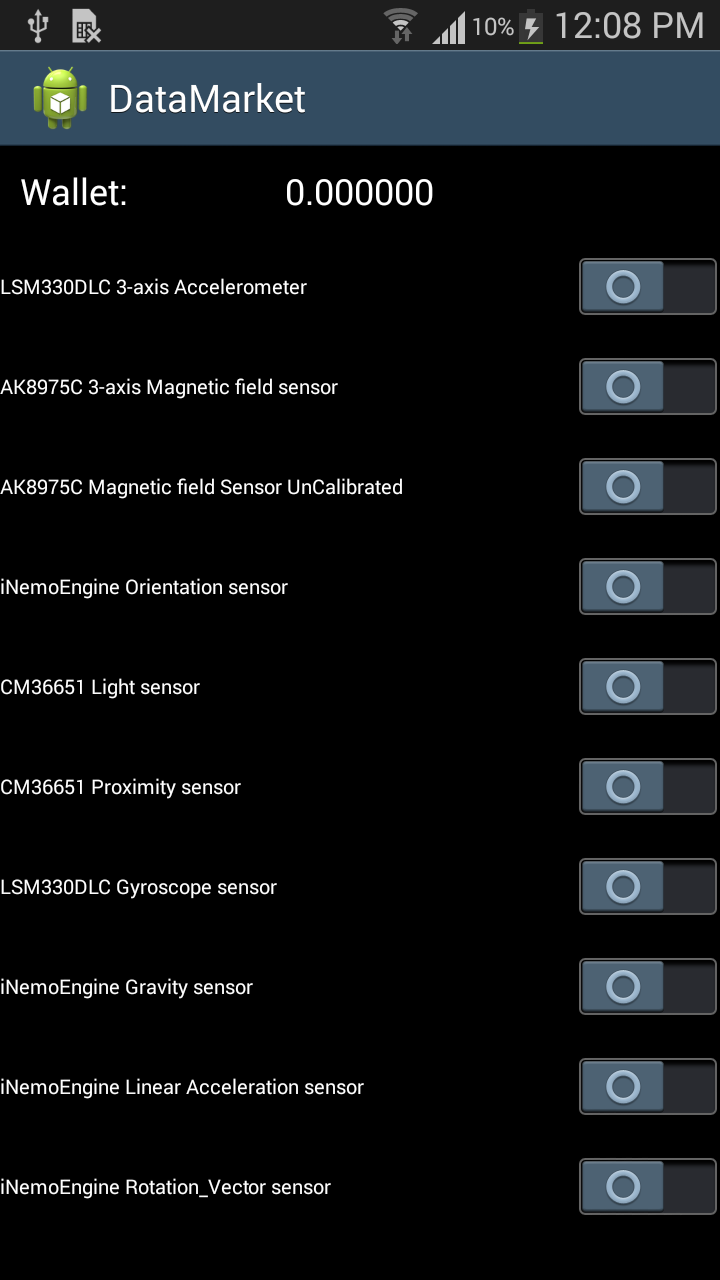 10% 12:08 PM
DataMarket
Wallet: 0.000000
LSM330DLC 3-axis Accelerometer
AK8975C 3-axis Magnetic field sensor
AK8975C Magnetic field Sensor UnCalibrated
iNemoEngine Orientation sensor
CM36651 Light sensor
CM36651 Proximity sensor
LSM330DLC Gyroscope sensor
iNemoEngine Gravity sensor
iNemoEngine Linear Acceleration sensor
iNemoEngine Rotation_Vector sensor